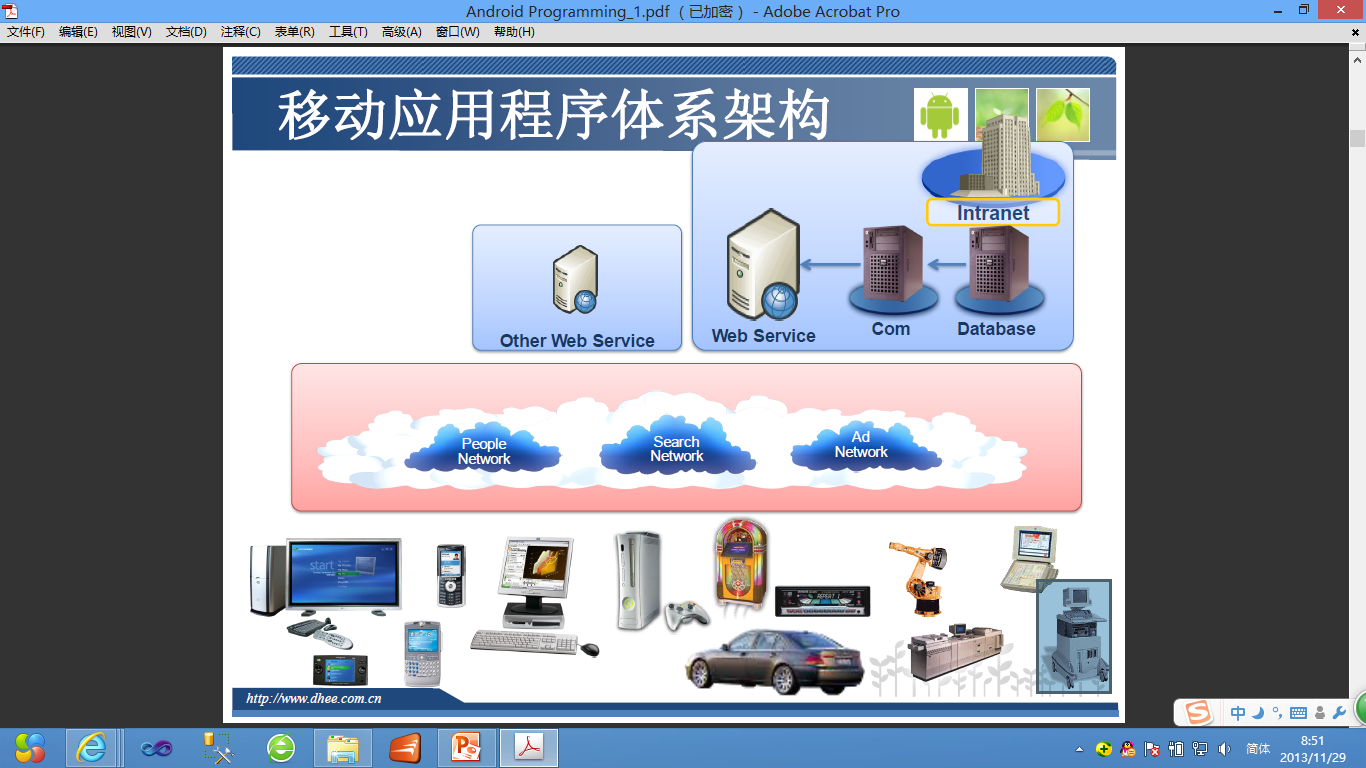 Android Programming_1.pdf （已加密） - Adobe Acrobat Pro
文件(F) 编辑(E) 视图(V) 文档(D) 注释(C) 表单(R) 工具(T) 高级(A) 窗口(W) 帮助(H)
移动应用程序体系架构
Intranet
Other Web Service
Web Service
Com
Database
People
Network
Search
Network
Ad
Network
start
http://www.dhee.com.cn
中
简体
8:51
2013/11/29